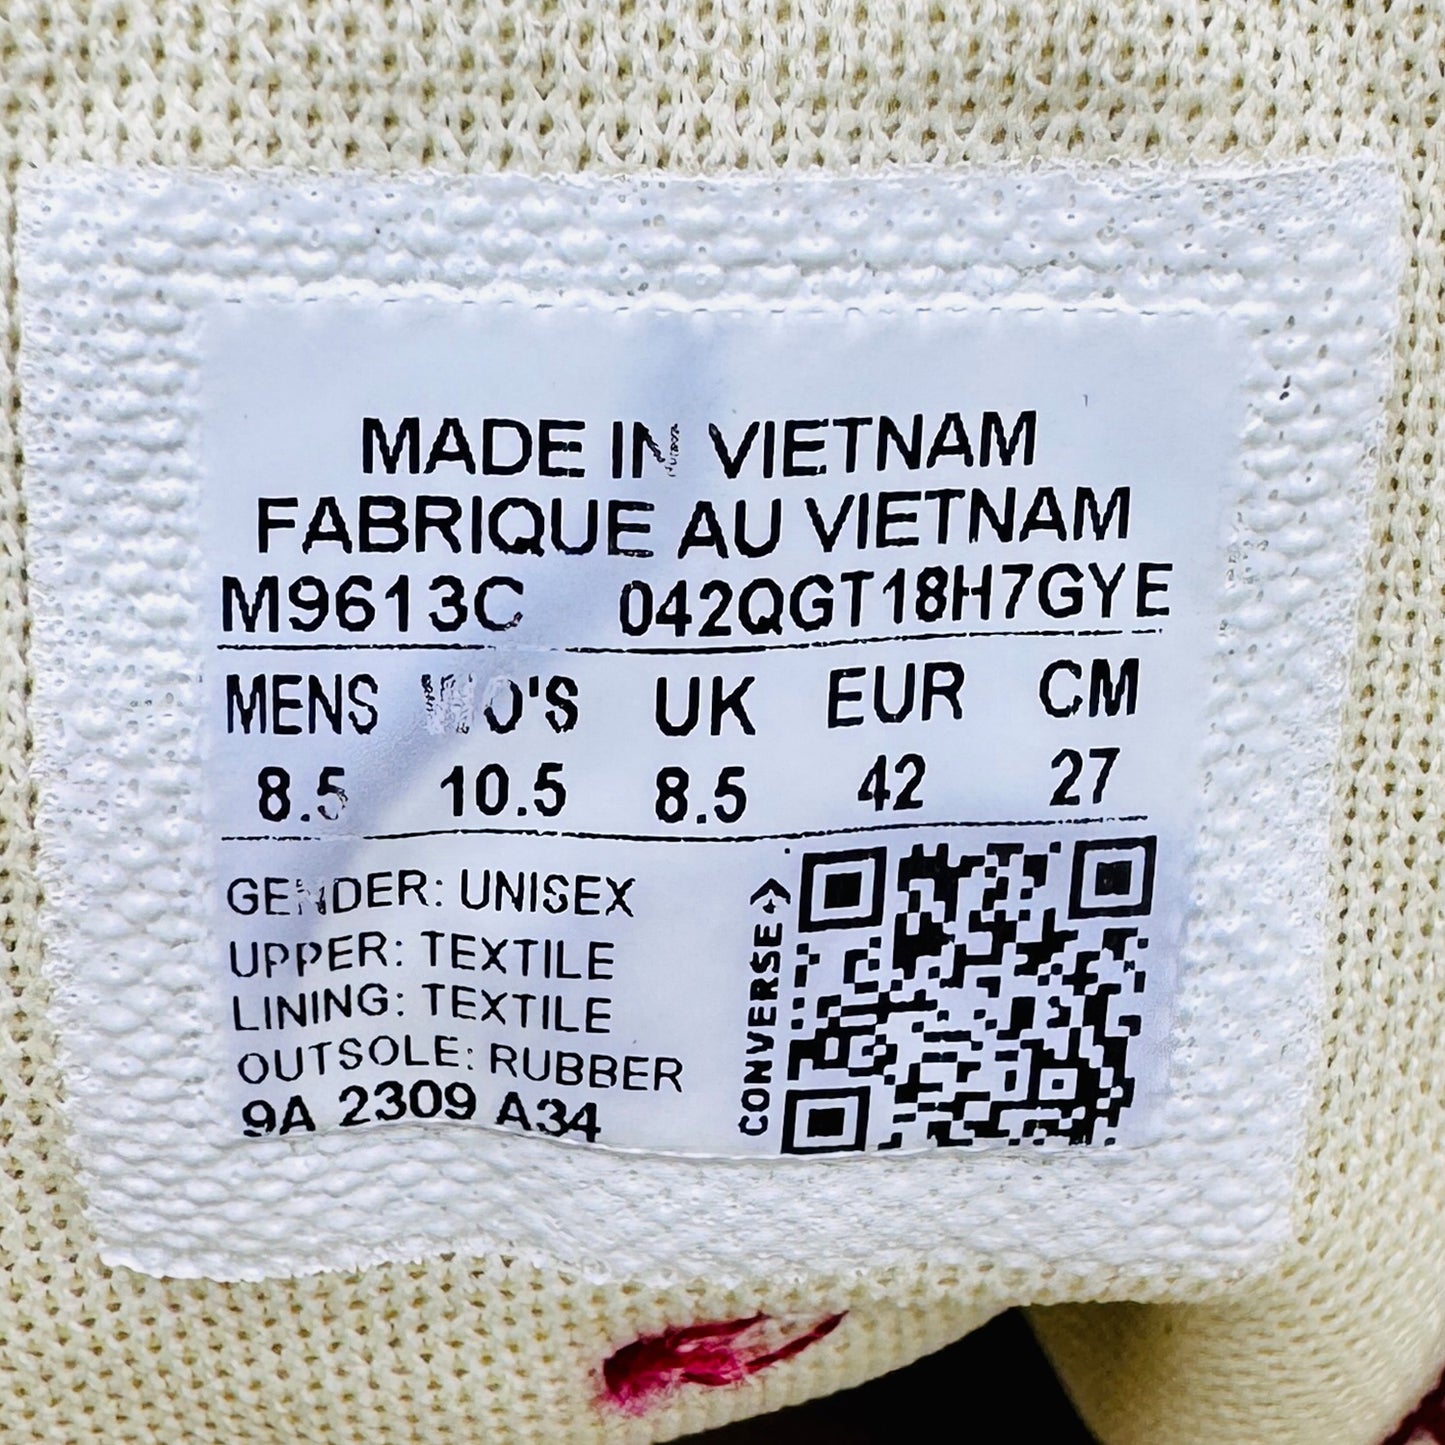 MADE IN VIETNAM
FABRIQUE AU VIETNAM
M9613C 042QGT18H7GYE
MENS WO'S UK EUR CM
8.5 10.5 8.5 42 27
GENDER: UNISEX
UPPER: TEXTILE
LINING: TEXTILE
OUTSOLE: RUBBER
9A 2309 A34
CONVERSE